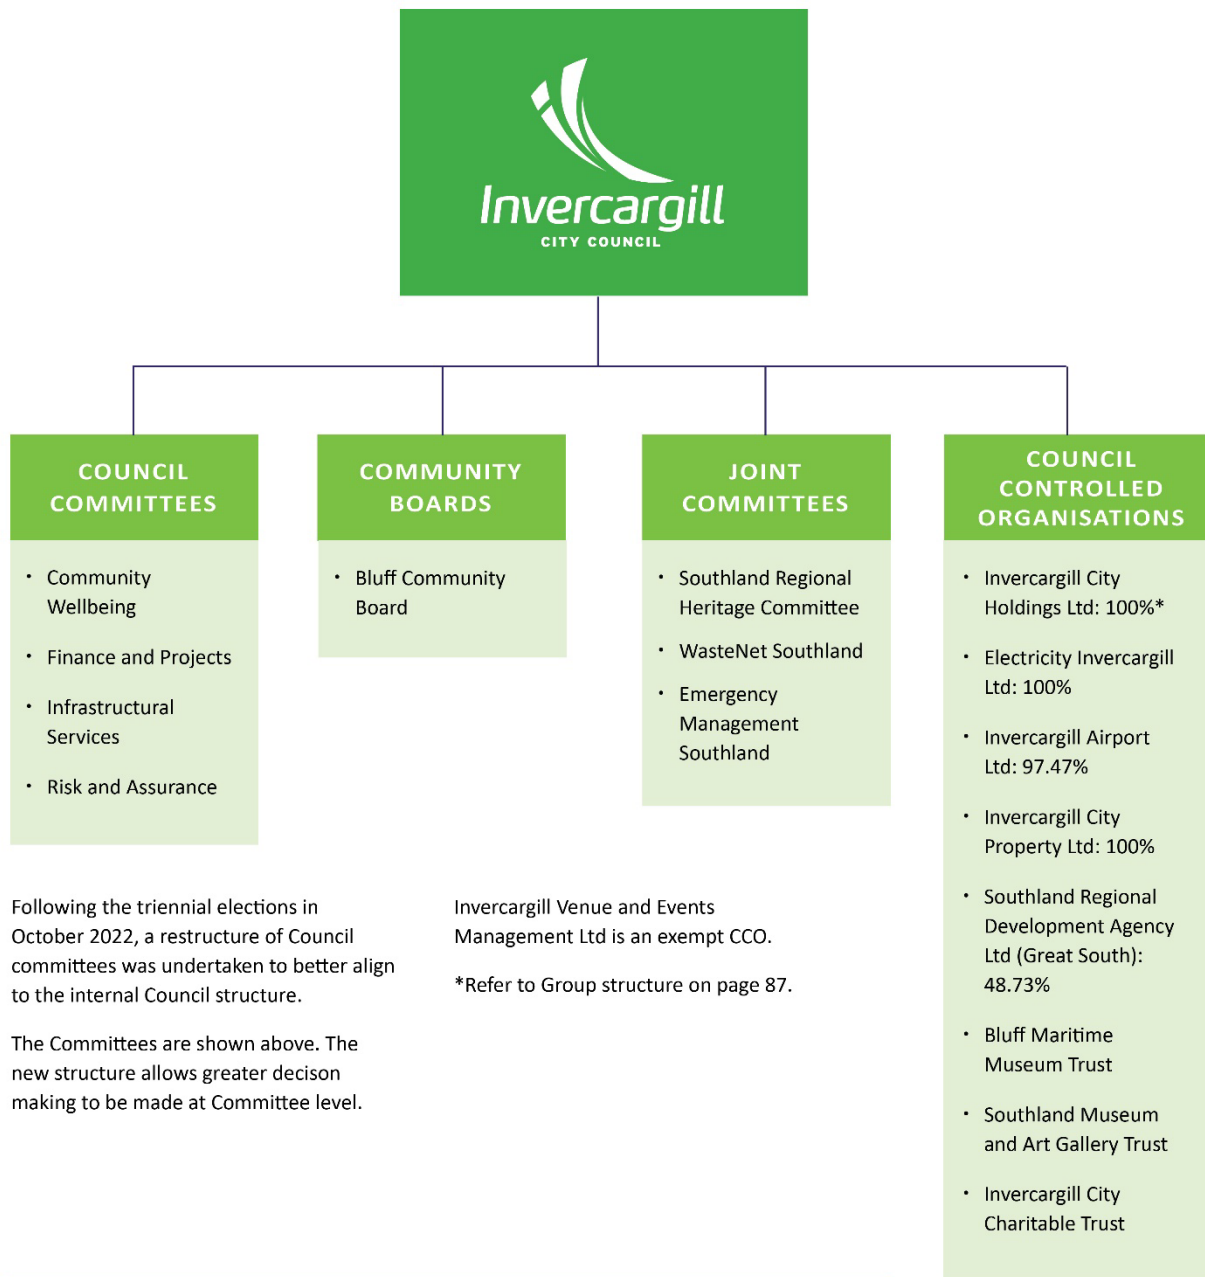 Invercargill
CITY COUNCIL
COUNCIL
COMMITTEES
• Community
Wellbeing
• Finance and Projects
• Infrastructural
Services
• Risk and Assurance
COMMUNITY
BOARDS
• Bluff Community
Board
JOINT
COMMITTEES
• Southland Regional
Heritage Committee
• WasteNet Southland
• Emergency
Management
Southland
COUNCIL
CONTROLLED
ORGANISATIONS
• Invercargill City
Holdings Ltd: 100%*
• Electricity Invercargill
Ltd: 100%
• Invercargill Airport
Ltd: 97.47%
• Invercargill City
Property Ltd: 100%
• Southland Regional
Development Agency
Ltd (Great South):
48.73%
• Bluff Maritime
Museum Trust
• Southland Museum
and Art Gallery Trust
• Invercargill City
Charitable Trust
Following the triennial elections in
October 2022, a restructure of Council
committees was undertaken to better align
to the internal Council structure.
The Committees are shown above. The
new structure allows greater decison
making to be made at Committee level.
Invercargill Venue and Events
Management Ltd is an exempt CCO.
*Refer to Group structure on page 87.